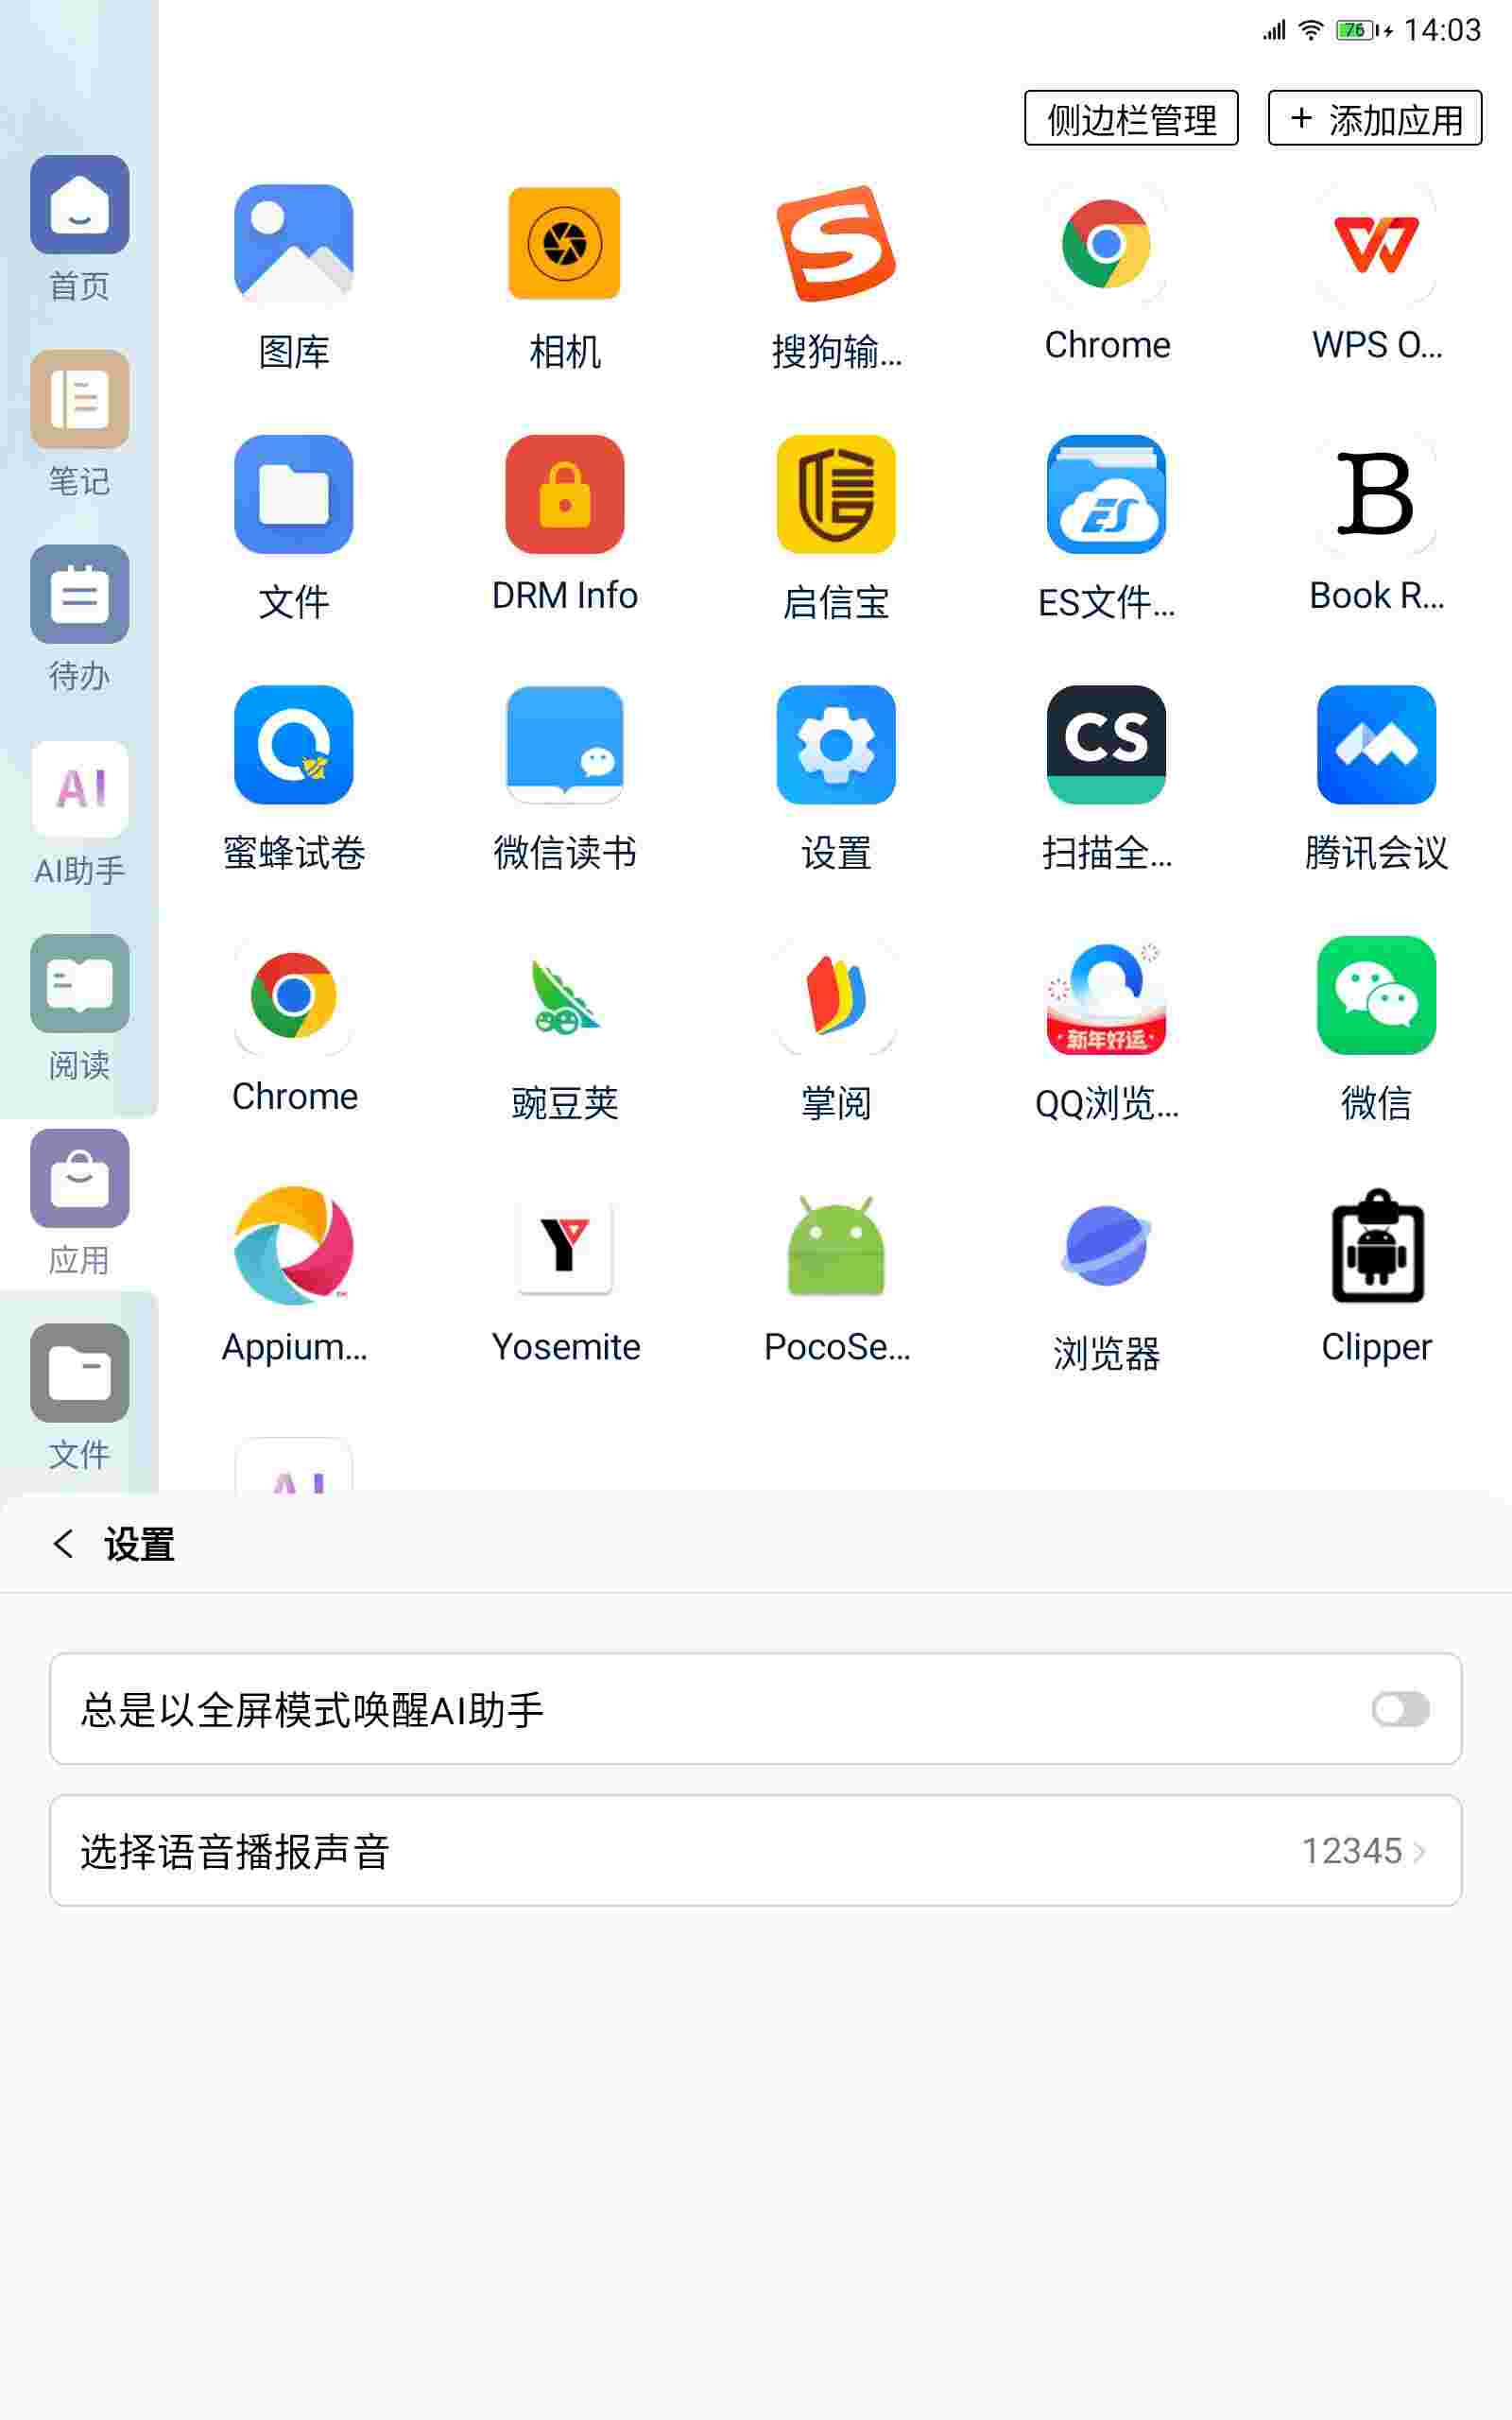 76 14:03
侧边栏管理 + 添加应用
首页
图库 相机 搜狗输... Chrome WPS O...
笔记
文件 DRM Info 启信宝 ES文件... Book R...
待办
AI
CS
AI助手
蜜蜂试卷 微信读书 设置 扫描全... 腾讯会议
阅读
新年好运
Chrome 豌豆荚 掌阅 QQ浏览... 微信
应用
Appium... Yosemite PocoSe... 浏览器 Clipper
文件
AI
设置
总是以全屏模式唤醒AI助手
选择语音播报声音 12345